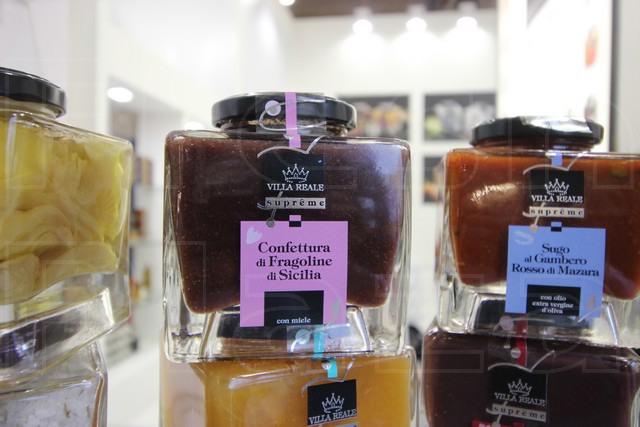 VILLA REALE
suprême
Confettura
di Fragoline
di Sicilia
con miele
VILLA REALE
suprême
Sugo
al Gambero
Rosso di Mazara
con olio
extra vergine
d'oliva
VILLA REALE
VILLA REALE
suprême